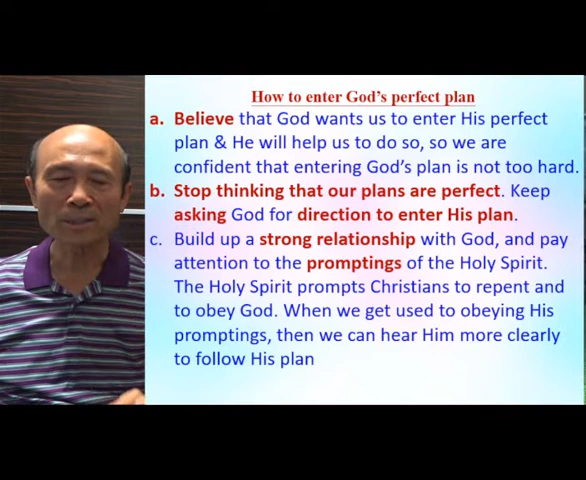 How to enter God's perfect plan
a. Believe that God wants us to enter His perfect
plan & He will help us to do so, so we are
confident that entering God's plan is not too hard.
b. Stop thinking that our plans are perfect. Keep
asking God for direction to enter His plan.
c. Build up a strong relationship with God, and pay
attention to the promptings of the Holy Spirit.
The Holy Spirit prompts Christians to repent and
to obey God. When we get used to obeying His
promptings, then we can hear Him more clearly
to follow His plan